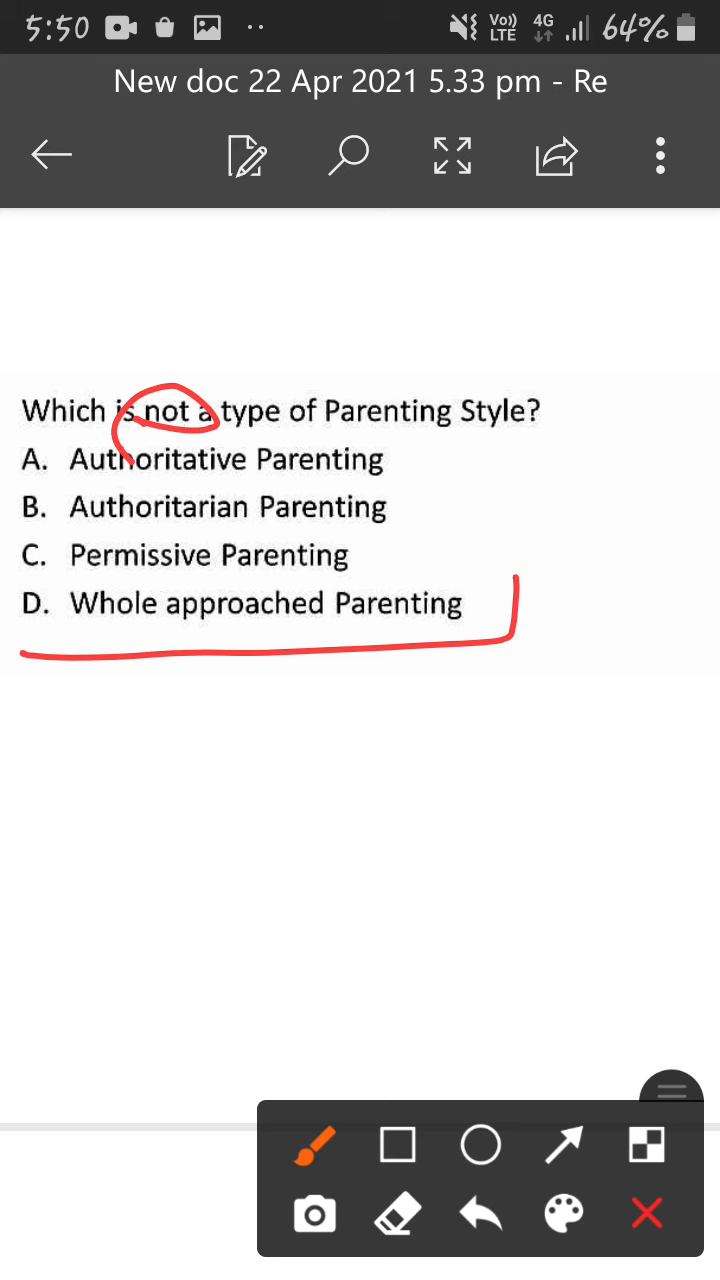 5:50 Vo)) LTE 4G 64%
New doc 22 Apr 2021 5.33 pm - Re
Which is not a type of Parenting Style?
A. Authoritative Parenting
B. Authoritarian Parenting
C. Permissive Parenting
D. Whole approached Parenting